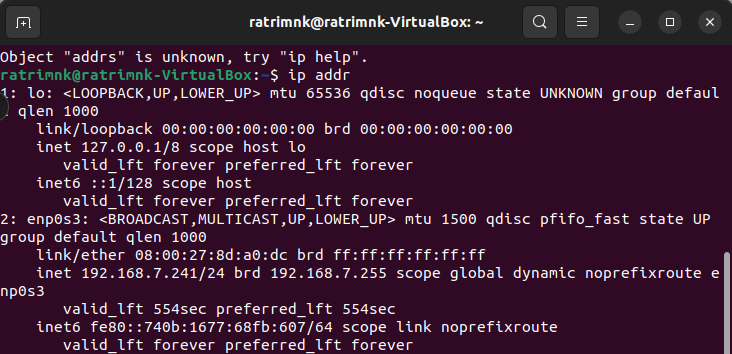 ratrimnk@ratrimnk-VirtualBox: ~
Object "addrs" is unknown, try "ip help".
ratrimnk@ratrimnk-VirtualBox:~$ ip addr
1: lo: <LOOPBACK,UP,LOWER_UP> mtu 65536 qdisc noqueue state UNKNOWN group defaul
t qlen 1000
link/loopback 00:00:00:00:00:00 brd 00:00:00:00:00:00
inet 127.0.0.1/8 scope host lo
valid_lft forever preferred_lft forever
inet6 ::1/128 scope host
valid_lft forever preferred_lft forever
2: enp0s3: <BROADCAST,MULTICAST,UP,LOWER_UP> mtu 1500 qdisc pfifo_fast state UP
group default qlen 1000
link/ether 08:00:27:8d:a0:dc brd ff:ff:ff:ff:ff:ff
inet 192.168.7.241/24 brd 192.168.7.255 scope global dynamic noprefixroute e
np0s3
valid_lft 554sec preferred_lft 554sec
inet6 fe80::740b:1677:68fb:607/64 scope link noprefixroute
valid_lft forever preferred_lft forever